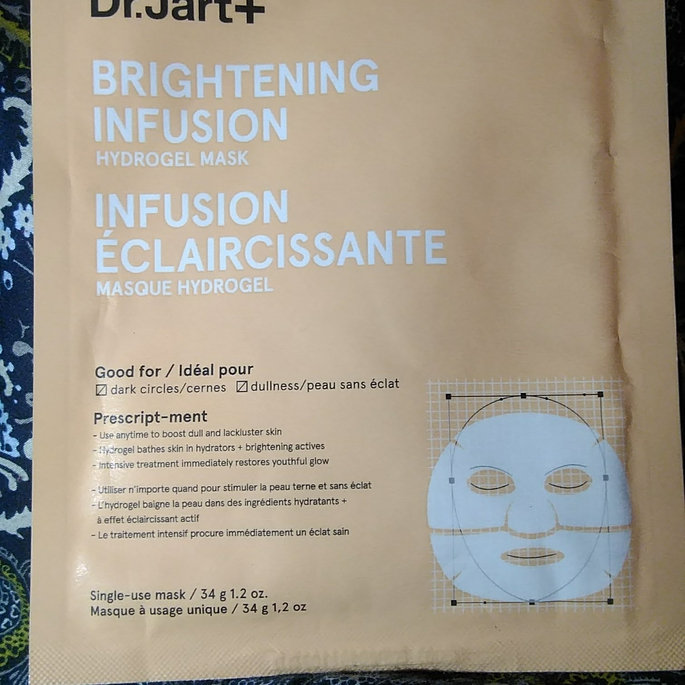 Dr.Jart+
BRIGHTENING
INFUSION
HYDROGEL MASK
INFUSION
ÉCLAIRCISSANTE
MASQUE HYDROGEL
Good for / Idéal pour
dark circles/cernes dullness/peau sans éclat
Prescript-ment
- Use anytime to boost dull and lackluster skin
- Hydrogel bathes skin in hydrators + brightening actives
- Intensive treatment immediately restores youthful glow
- Utiliser n'importe quand pour stimuler la peau terne et sans éclat
- L'hydrogel baigne la peau dans des ingrédients hydratants +
à effet éclaircissant actif
- Le traitement intensif procure immédiatement un éclat sain
Single-use mask / 34 g 1.2 oz.
Masque à usage unique / 34 g 1,2 oz